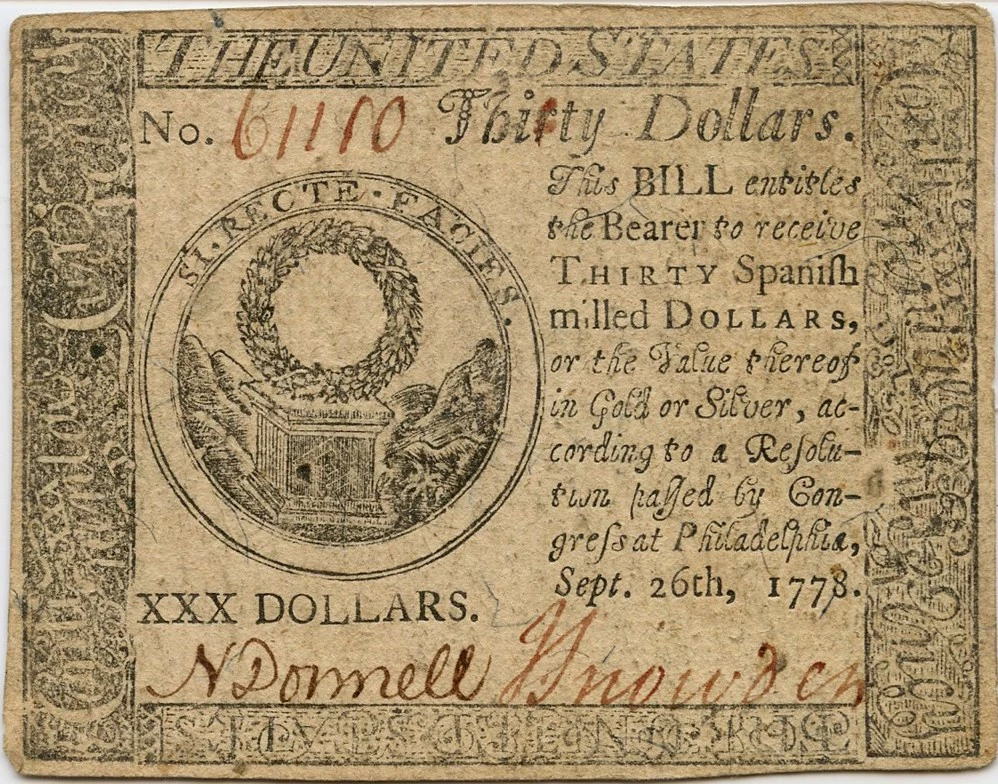 THE UNITED STATES
No. 61100 Thirty Dollars.
SI·RECTE·FACIES.
This BILL entitles
the Bearer to receive
THIRTY Spaniſh
milled DOLLARS,
or the Value thereof
in Gold or Silver, ac-
cording to a Reſolu-
tion paſſed by Con-
greſs at Philadelphia,
Sept. 26th, 1778.
XXX DOLLARS.
N Donnell Snowden